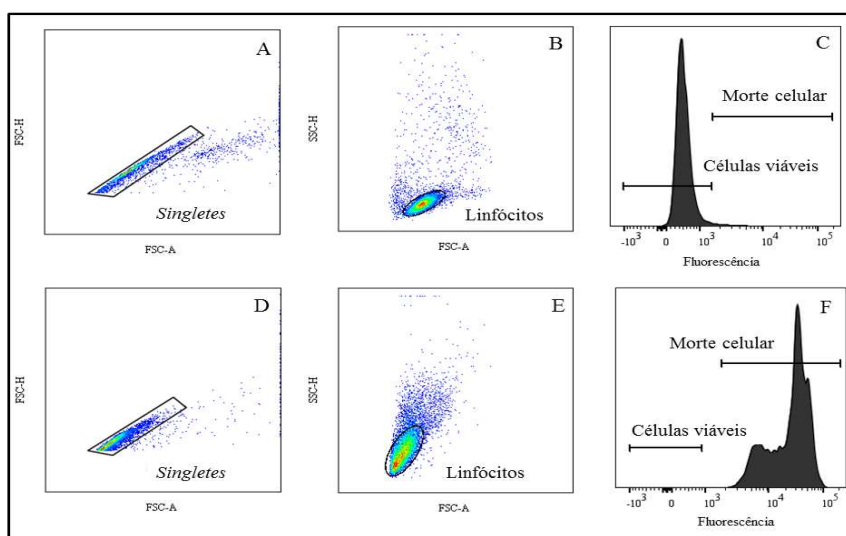 A
FSC-H
Singletes
FSC-A
B
SSC-H
Linfócitos
FSC-A
C
Morte celular
Células viáveis
-10³ 0 10³ 10⁴ 10⁵
Fluorescência
D
FSC-H
Singletes
FSC-A
E
SSC-H
Linfócitos
FSC-A
F
Morte celular
Células viáveis
-10³ 0 10³ 10⁴ 10⁵
Fluorescência